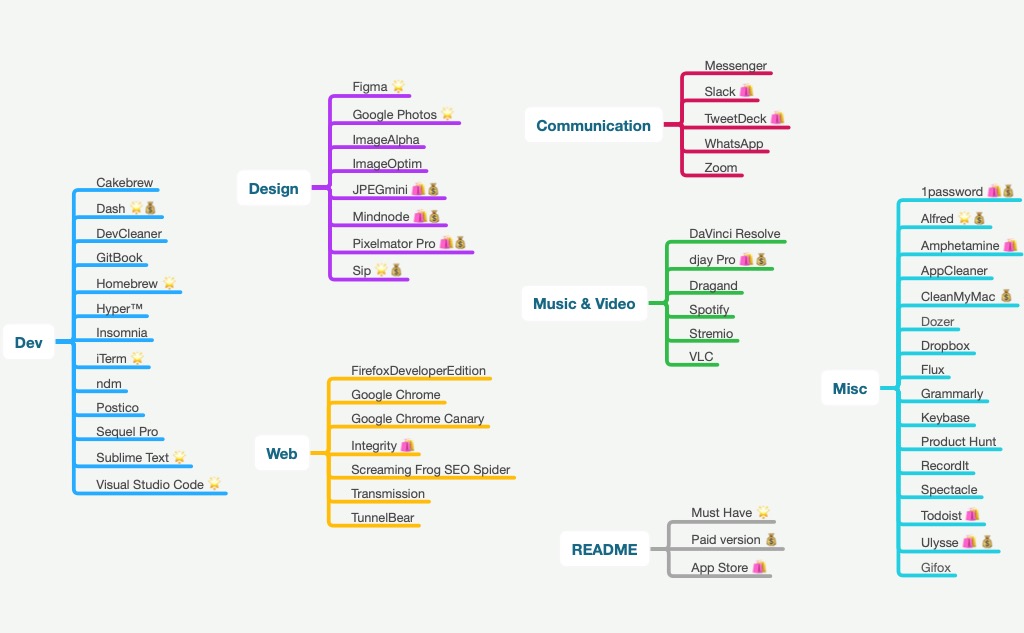 Dev
Cakebrew
Dash 🌟💰
DevCleaner
GitBook
Homebrew 🌟
Hyper™
Insomnia
iTerm 🌟
ndm
Postico
Sequel Pro
Sublime Text 🌟
Visual Studio Code 🌟
Design
Figma 🌟
Google Photos 🌟
ImageAlpha
ImageOptim
JPEGmini 🛍💰
Mindnode 🛍💰
Pixelmator Pro 🛍💰
Sip 🌟💰
Web
FirefoxDeveloperEdition
Google Chrome
Google Chrome Canary
Integrity 🛍
Screaming Frog SEO Spider
Transmission
TunnelBear
Communication
Messenger
Slack 🛍
TweetDeck 🛍
WhatsApp
Zoom
Music & Video
DaVinci Resolve
djay Pro 🛍💰
Dragand
Spotify
Stremio
VLC
README
Must Have 🌟
Paid version 💰
App Store 🛍
Misc
1password 🛍💰
Alfred 🌟💰
Amphetamine 🛍
AppCleaner
CleanMyMac 💰
Dozer
Dropbox
Flux
Grammarly
Keybase
Product Hunt
RecordIt
Spectacle
Todoist 🛍
Ulysse 🛍 💰
Gifox